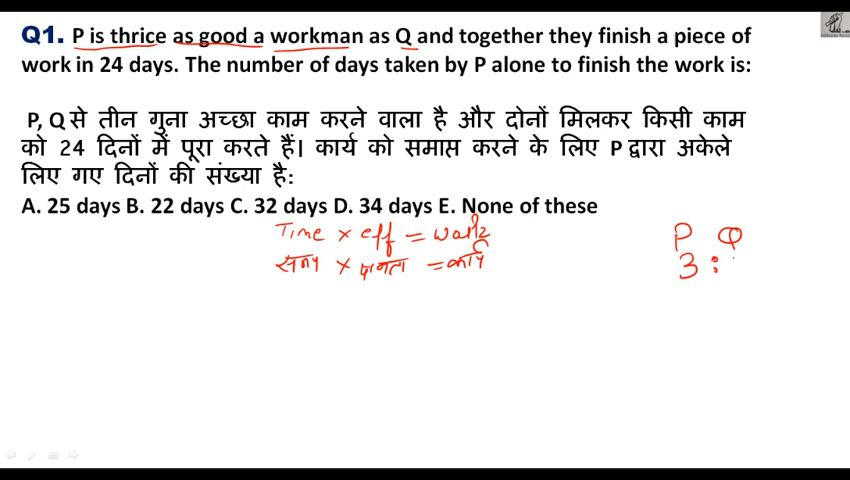 Q1. P is thrice as good a workman as Q and together they finish a piece of
work in 24 days. The number of days taken by P alone to finish the work is:
P, Q से तीन गुना अच्छा काम करने वाला है और दोनों मिलकर किसी काम
को 24 दिनों में पूरा करते हैं। कार्य को समाप्त करने के लिए P द्वारा अकेले
लिए गए दिनों की संख्या है:
A. 25 days B. 22 days C. 32 days D. 34 days E. None of these
Time × eff = work P Q
समय × क्षमता = कार्य 3 :